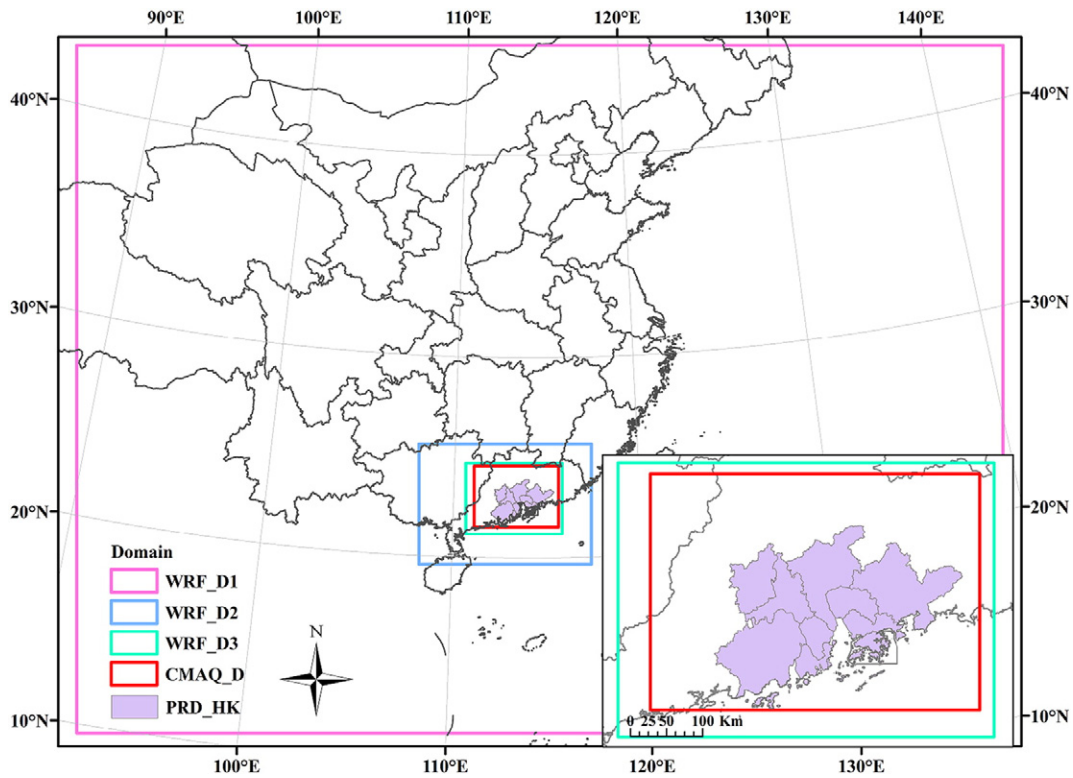 90°E 100°E 110°E 120°E 130°E 140°E
40°N 40°N
30°N 30°N
20°N 20°N
Domain
WRF_D1
WRF_D2
WRF_D3
CMAQ_D
PRD_HK
N
0 25 50 100 Km
10°N 10°N
100°E 110°E 120°E 130°E